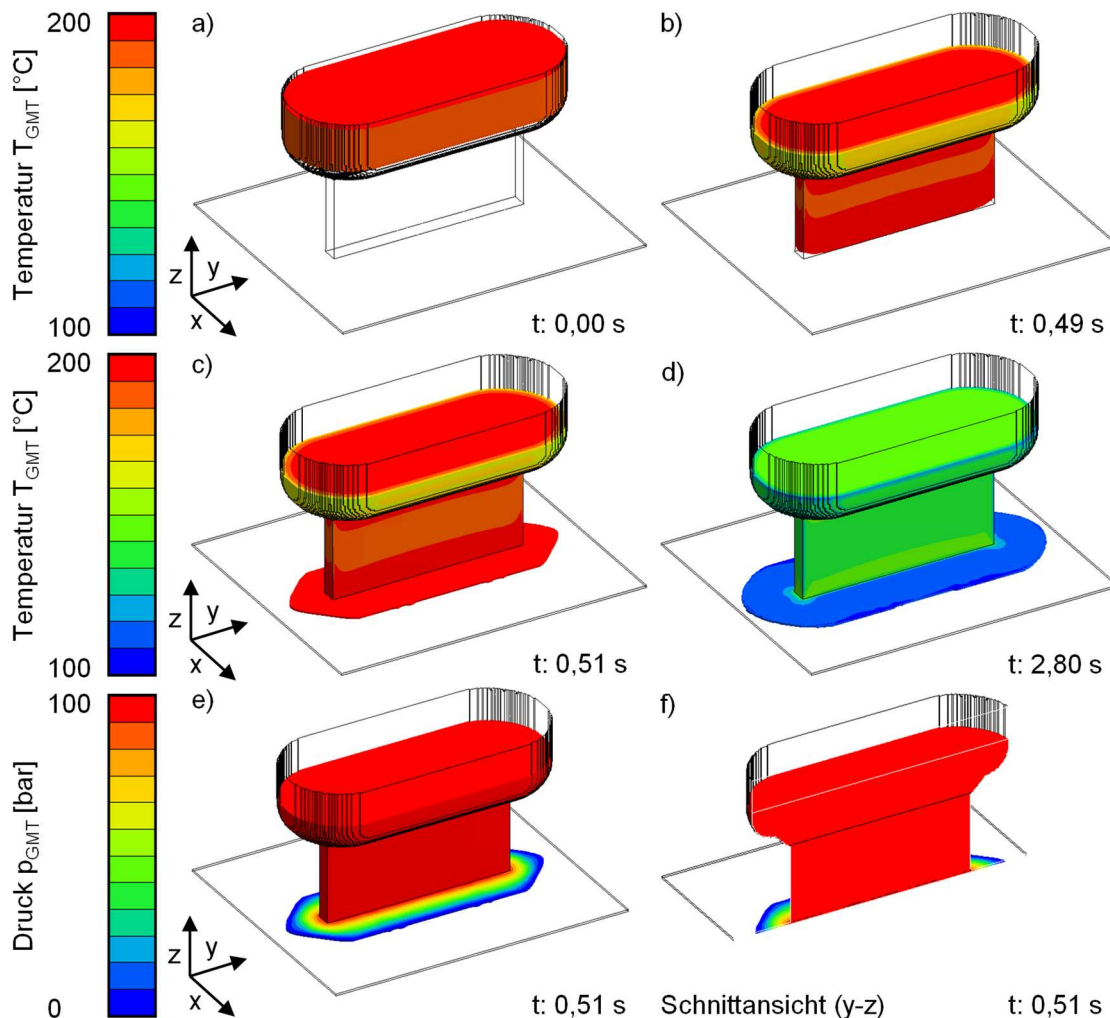 200
Temperatur T_GMT [°C]
100
a)
z
y
x
t: 0,00 s
b)
t: 0,49 s
200
Temperatur T_GMT [°C]
100
c)
z
y
x
t: 0,51 s
d)
t: 2,80 s
100
Druck p_GMT [bar]
0
e)
z
y
x
t: 0,51 s
f)
Schnittansicht (y-z)
t: 0,51 s